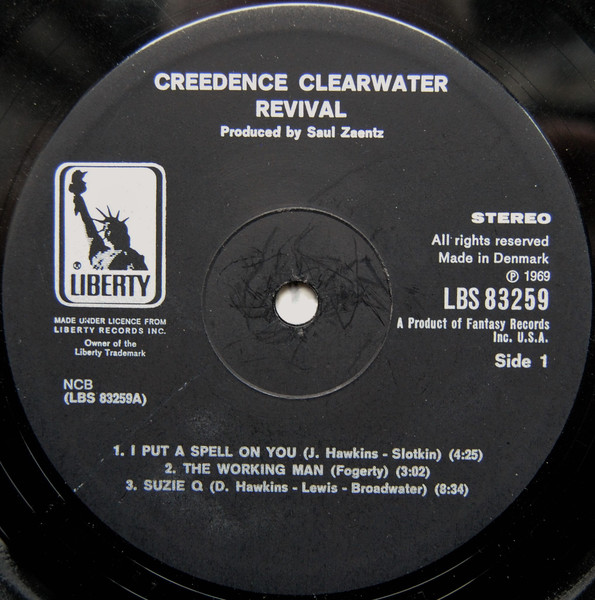 CREEDENCE CLEARWATER
REVIVAL
Produced by Saul Zaentz
® LIBERTY
MADE UNDER LICENCE FROM
LIBERTY RECORDS INC.
Owner of the
Liberty Trademark
NCB
(LBS 83259A)
STEREO
All rights reserved
Made in Denmark
℗ 1969
LBS 83259
A Product of Fantasy Records
Inc. U.S.A.
Side 1
1. I PUT A SPELL ON YOU (J. Hawkins - Slotkin) (4:25)
2. THE WORKING MAN (Fogerty) (3:02)
3. SUZIE Q (D. Hawkins - Lewis - Broadwater) (8:34)